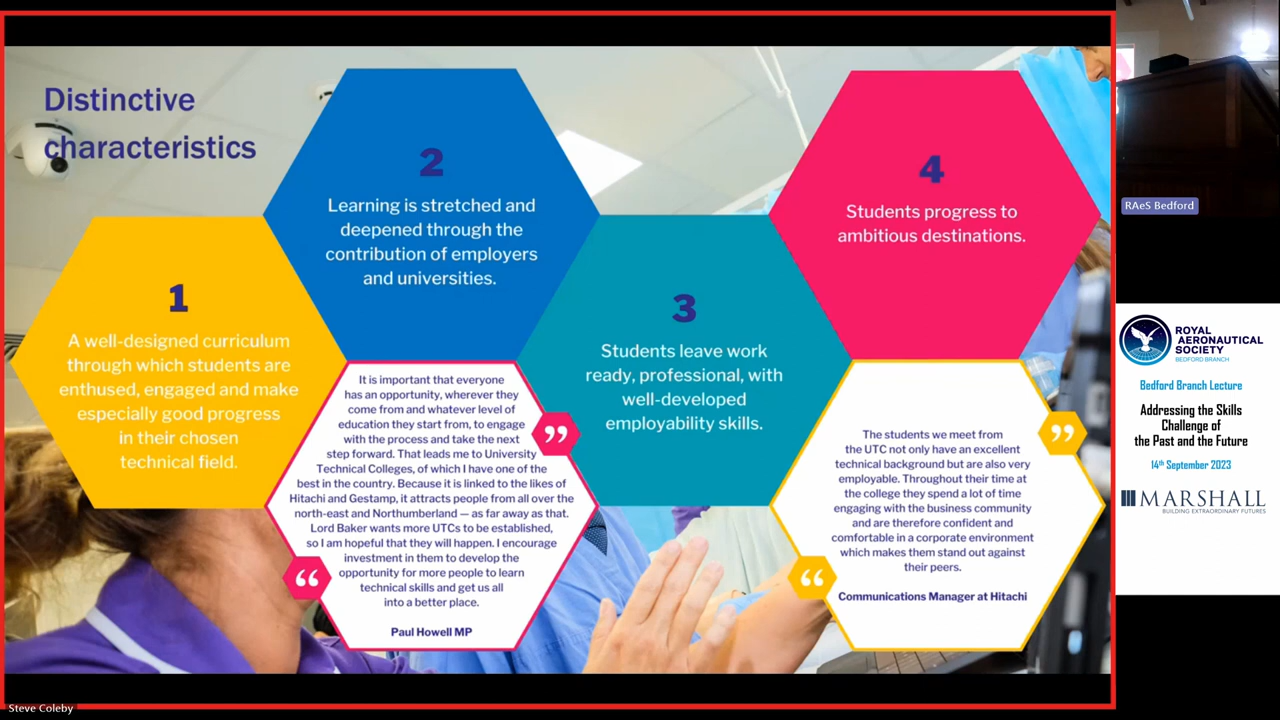 Distinctive
characteristics
1
A well-designed curriculum
through which students are
enthused, engaged and make
especially good progress
in their chosen
technical field.
2
Learning is stretched and
deepened through the
contribution of employers
and universities.
3
Students leave work
ready, professional, with
well-developed
employability skills.
4
Students progress to
ambitious destinations.
It is important that everyone
has an opportunity, wherever they
come from and whatever level of
education they start from, to engage
with the process and take the next
step forward. That leads me to University
Technical Colleges, of which I have one of the
best in the country. Because it is linked to the likes of
Hitachi and Gestamp, it attracts people from all over the
north-east and Northumberland — as far away as that.
Lord Baker wants more UTCs to be established,
so I am hopeful that they will happen. I encourage
investment in them to develop the
opportunity for more people to learn
technical skills and get us all
into a better place.
Paul Howell MP
The students we meet from
the UTC not only have an excellent
technical background but are also very
employable. Throughout their time at
the college they spend a lot of time
engaging with the business community
and are therefore confident and
comfortable in a corporate environment
which makes them stand out against
their peers.
Communications Manager at Hitachi
Steve Coleby
RAeS Bedford
ROYAL
AERONAUTICAL
SOCIETY
BEDFORD BRANCH
Bedford Branch Lecture
Addressing the Skills
Challenge of
the Past and the Future
14th September 2023
MARSHALL
BUILDING EXTRAORDINARY FUTURES